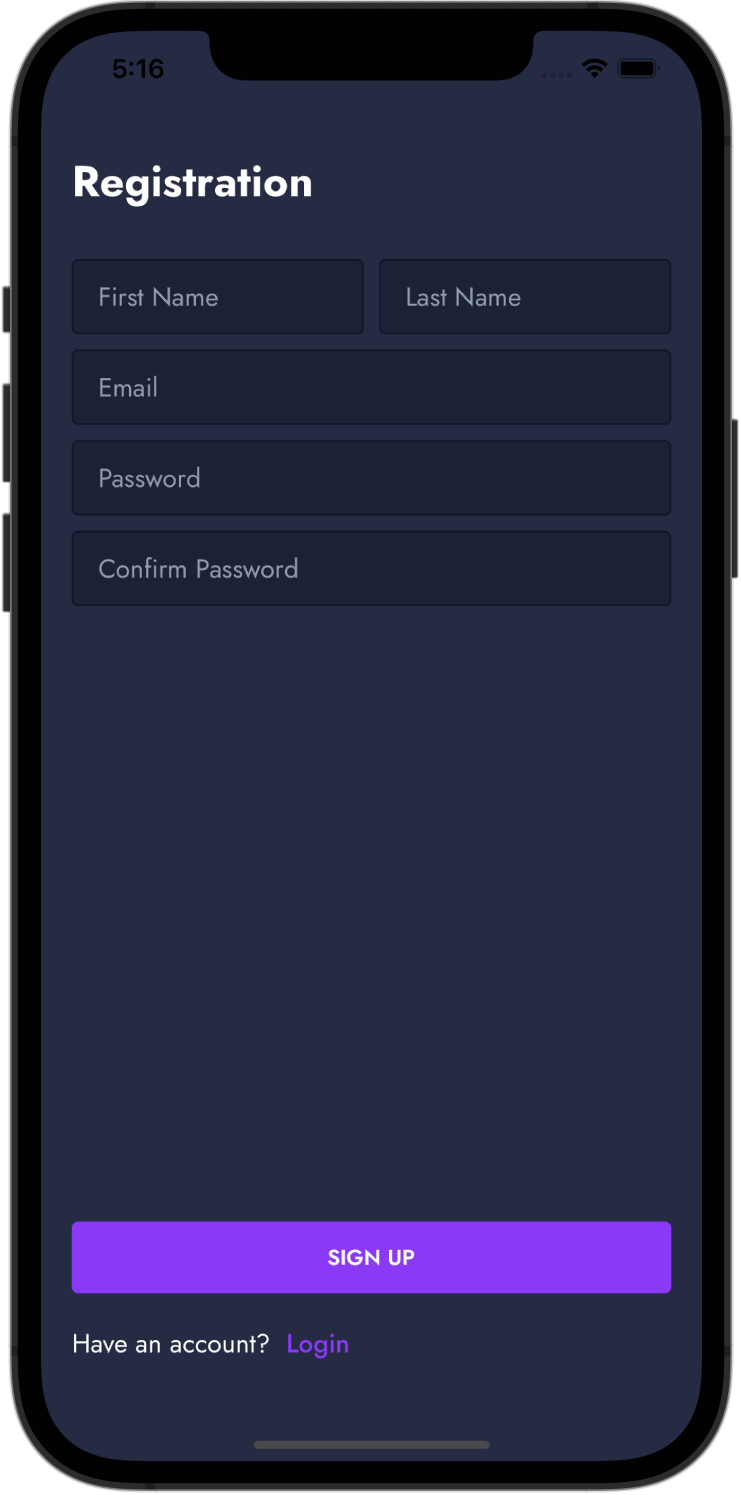 5:16
Registration
First Name Last Name
Email
Password
Confirm Password
SIGN UP
Have an account? Login